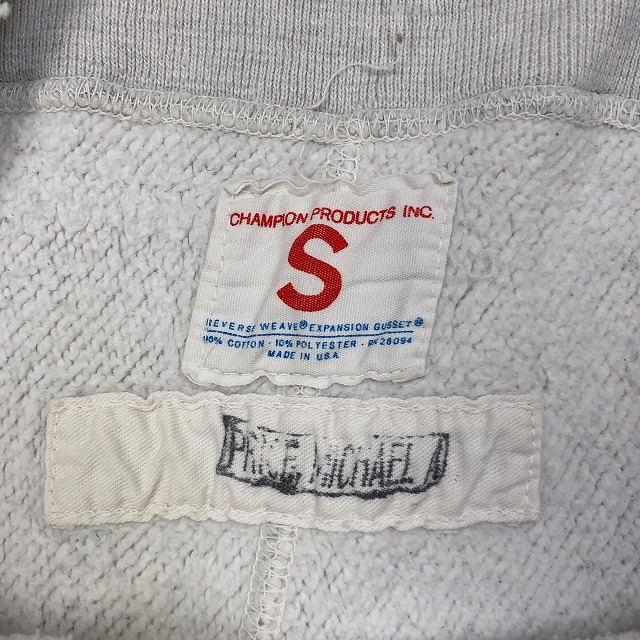 CHAMPION PRODUCTS INC.
S
REVERSE WEAVE® EXPANSION GUSSET®
90% COTTON · 10% POLYESTER · RN 26094
MADE IN U.S.A.
PRICE, MICHAEL